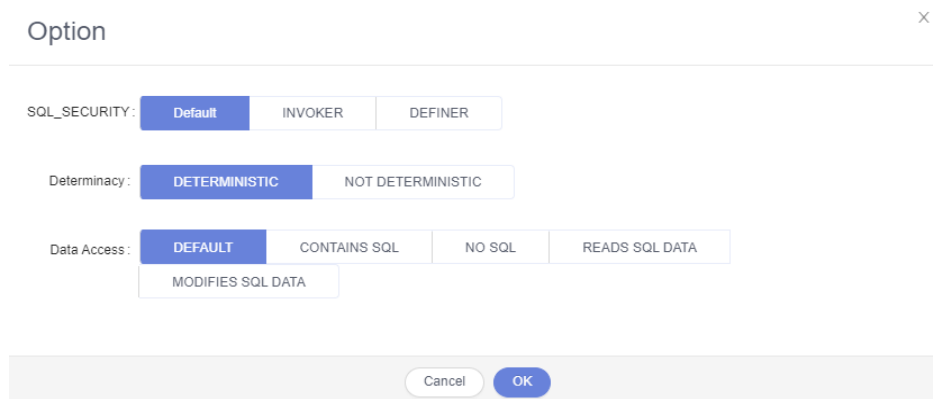 Option
X
SQL_SECURITY: Default INVOKER DEFINER
Determinacy: DETERMINISTIC NOT DETERMINISTIC
Data Access: DEFAULT CONTAINS SQL NO SQL READS SQL DATA
MODIFIES SQL DATA
Cancel OK